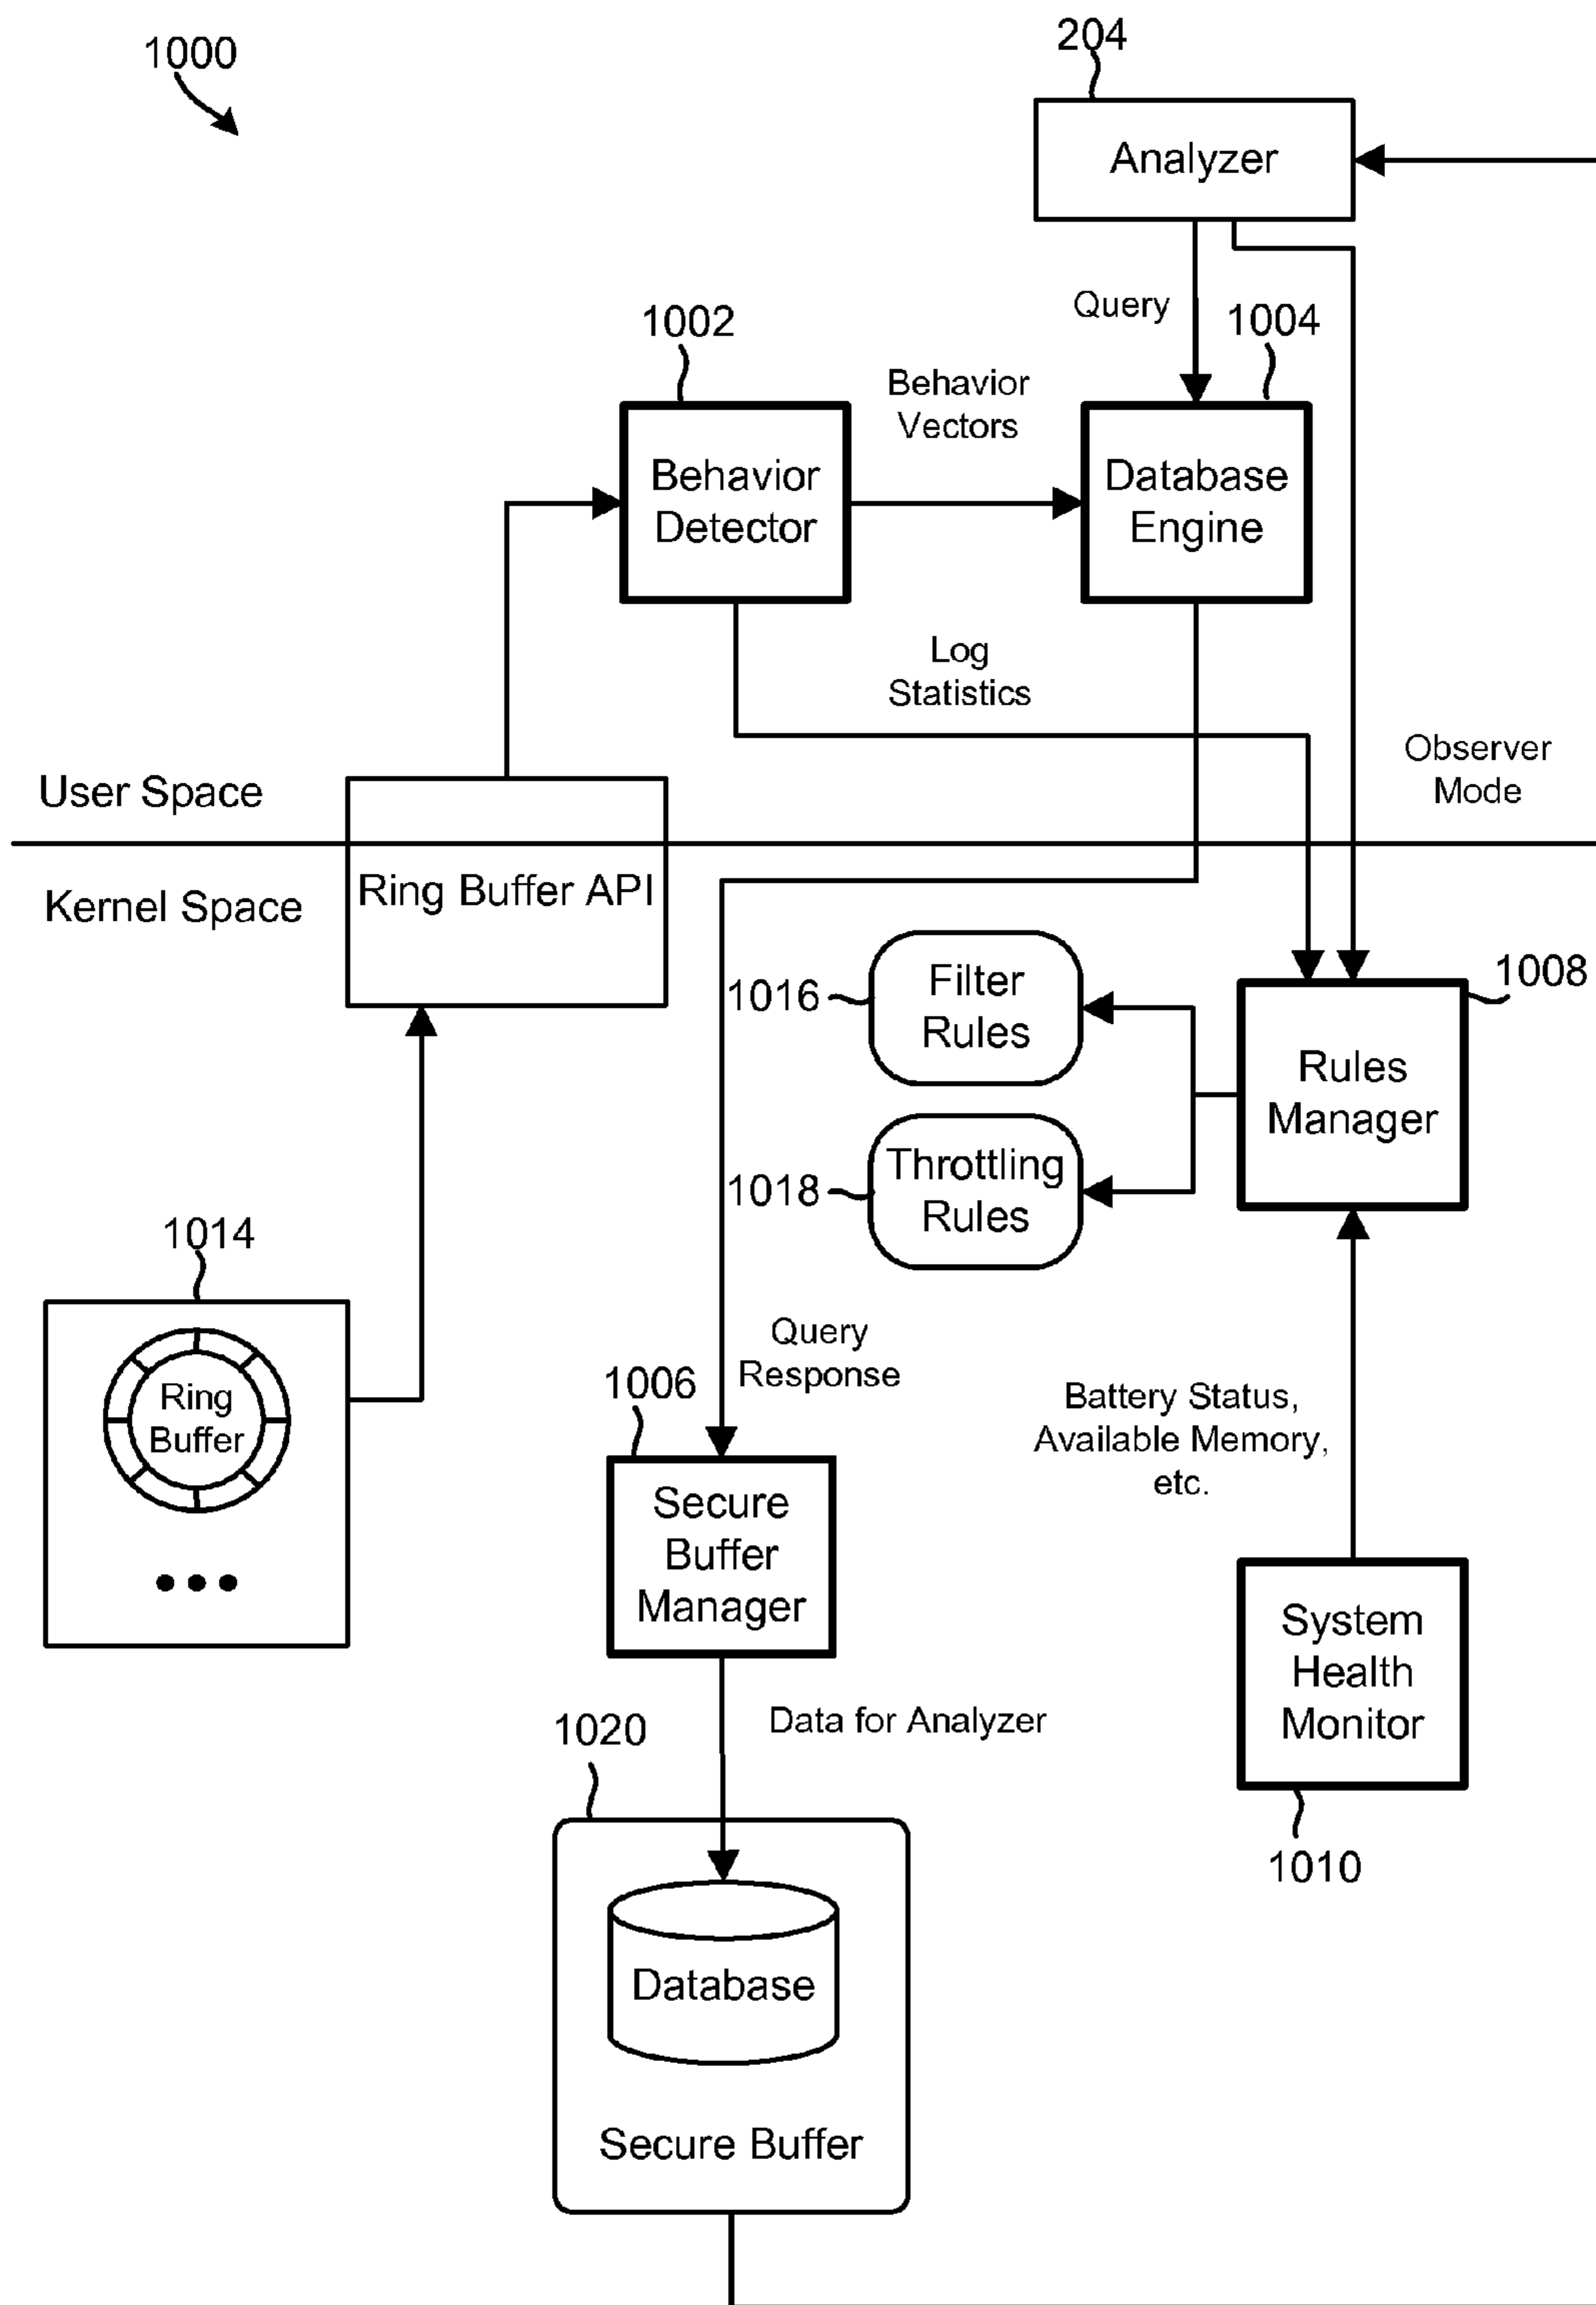 1000
204
Analyzer
Query
1004
1002
Behavior
Vectors
Behavior
Detector
Database
Engine
Log
Statistics
Observer
Mode
User Space
Kernel Space
Ring Buffer API
1016
Filter
Rules
1008
Rules
Manager
1018
Throttling
Rules
1014
Ring
Buffer
Query
Response
1006
Battery Status,
Available Memory,
etc.
Secure
Buffer
Manager
System
Health
Monitor
1020
Data for Analyzer
1010
Database
Secure Buffer